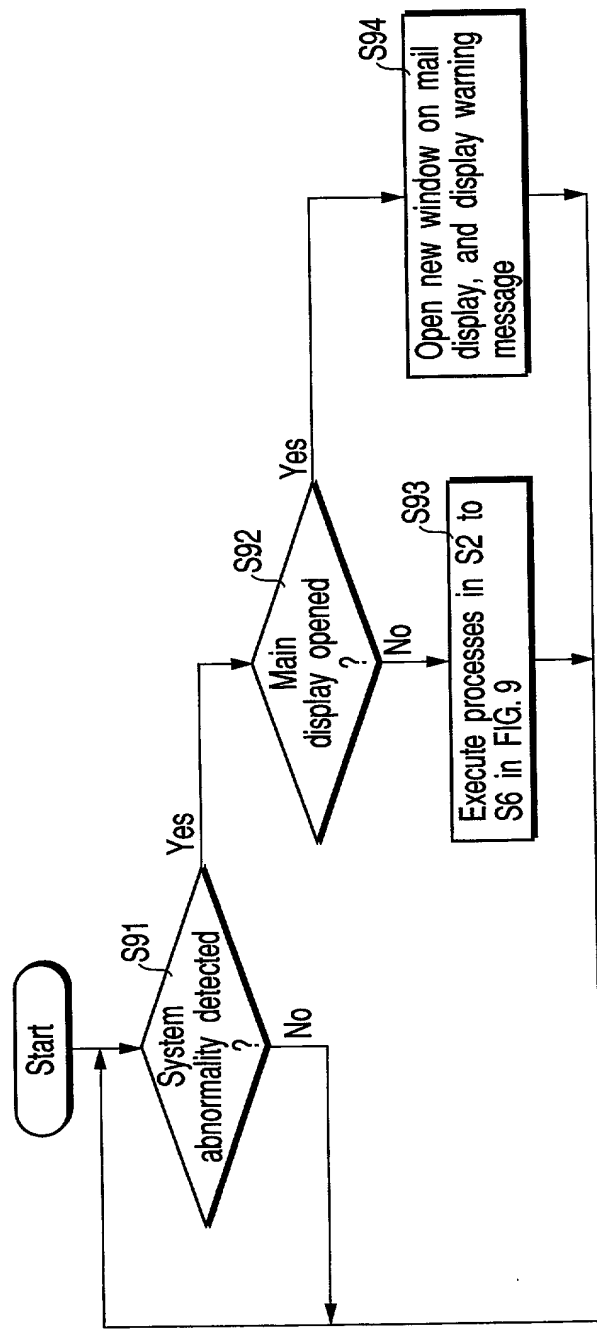 Start
S91
System
abnormality detected
?
Yes
No
S92
Main
display opened
?
Yes
No
S93
Execute processes in S2 to
S6 in FIG. 9
S94
Open new window on mail
display, and display warning
message